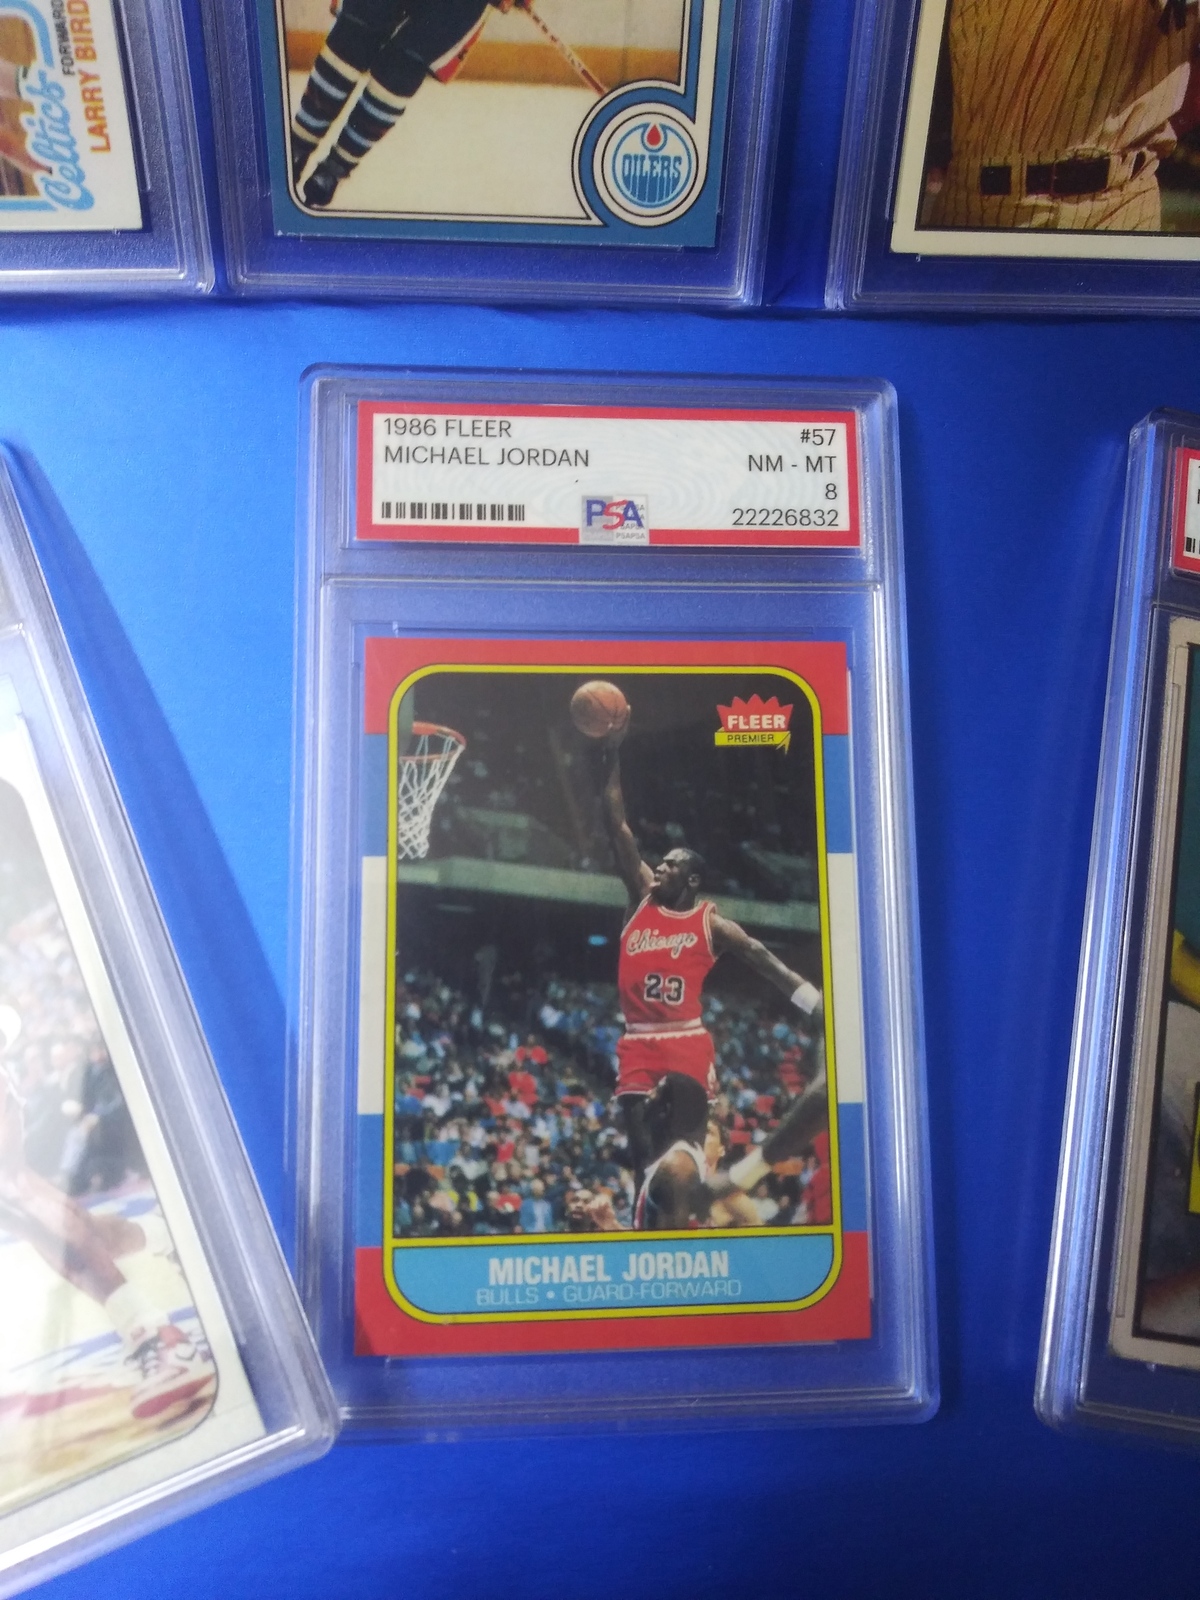 Celtics
FORWARD
LARRY BIRD
OILERS
1986 FLEER #57
MICHAEL JORDAN NM - MT
8
PSA 22226832
FLEER
PREMIER
Chicago
23
MICHAEL JORDAN
BULLS • GUARD-FORWARD